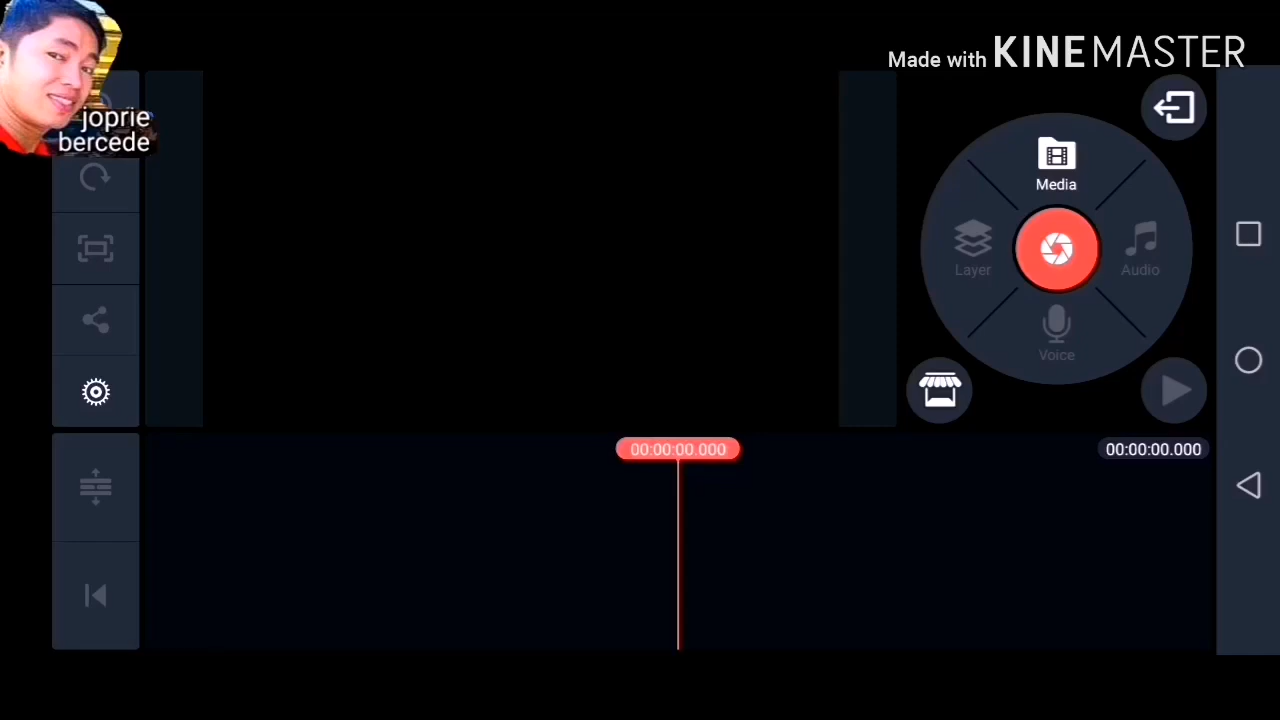 Made with KINEMASTER
joprie
bercede
Media
Layer
Audio
Voice
00:00:00.000
00:00:00.000